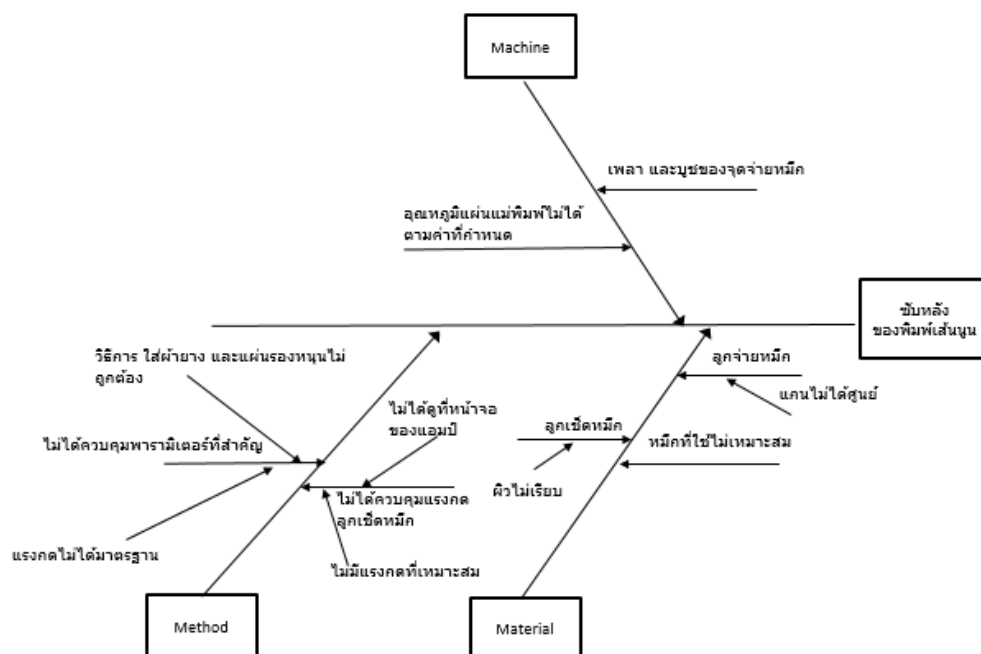 Machine
เพลา และบูชของจุดจ่ายหมึก
อุณหภูมิแผ่นแม่พิมพ์ไม่ได้
ตามค่าที่กำหนด
ซับหลัง
ของพิมพ์เส้นนูน
วิธีการ ใส่ผ้ายาง และแผ่นรองหนุนไม่
ถูกต้อง
ลูกจ่ายหมึก
แกนไม่ได้ศูนย์
ไม่ได้ดูที่หน้าจอ
ของแอมป์
ลูกเช็ดหมึก
ไม่ได้ควบคุมพารามิเตอร์ที่สำคัญ
หมึกที่ใช้ไม่เหมาะสม
ผิวไม่เรียบ
ไม่ได้ควบคุมแรงกด
ลูกเช็ดหมึก
แรงกดไม่ได้มาตรฐาน
ไม่มีแรงกดที่เหมาะสม
Method
Material